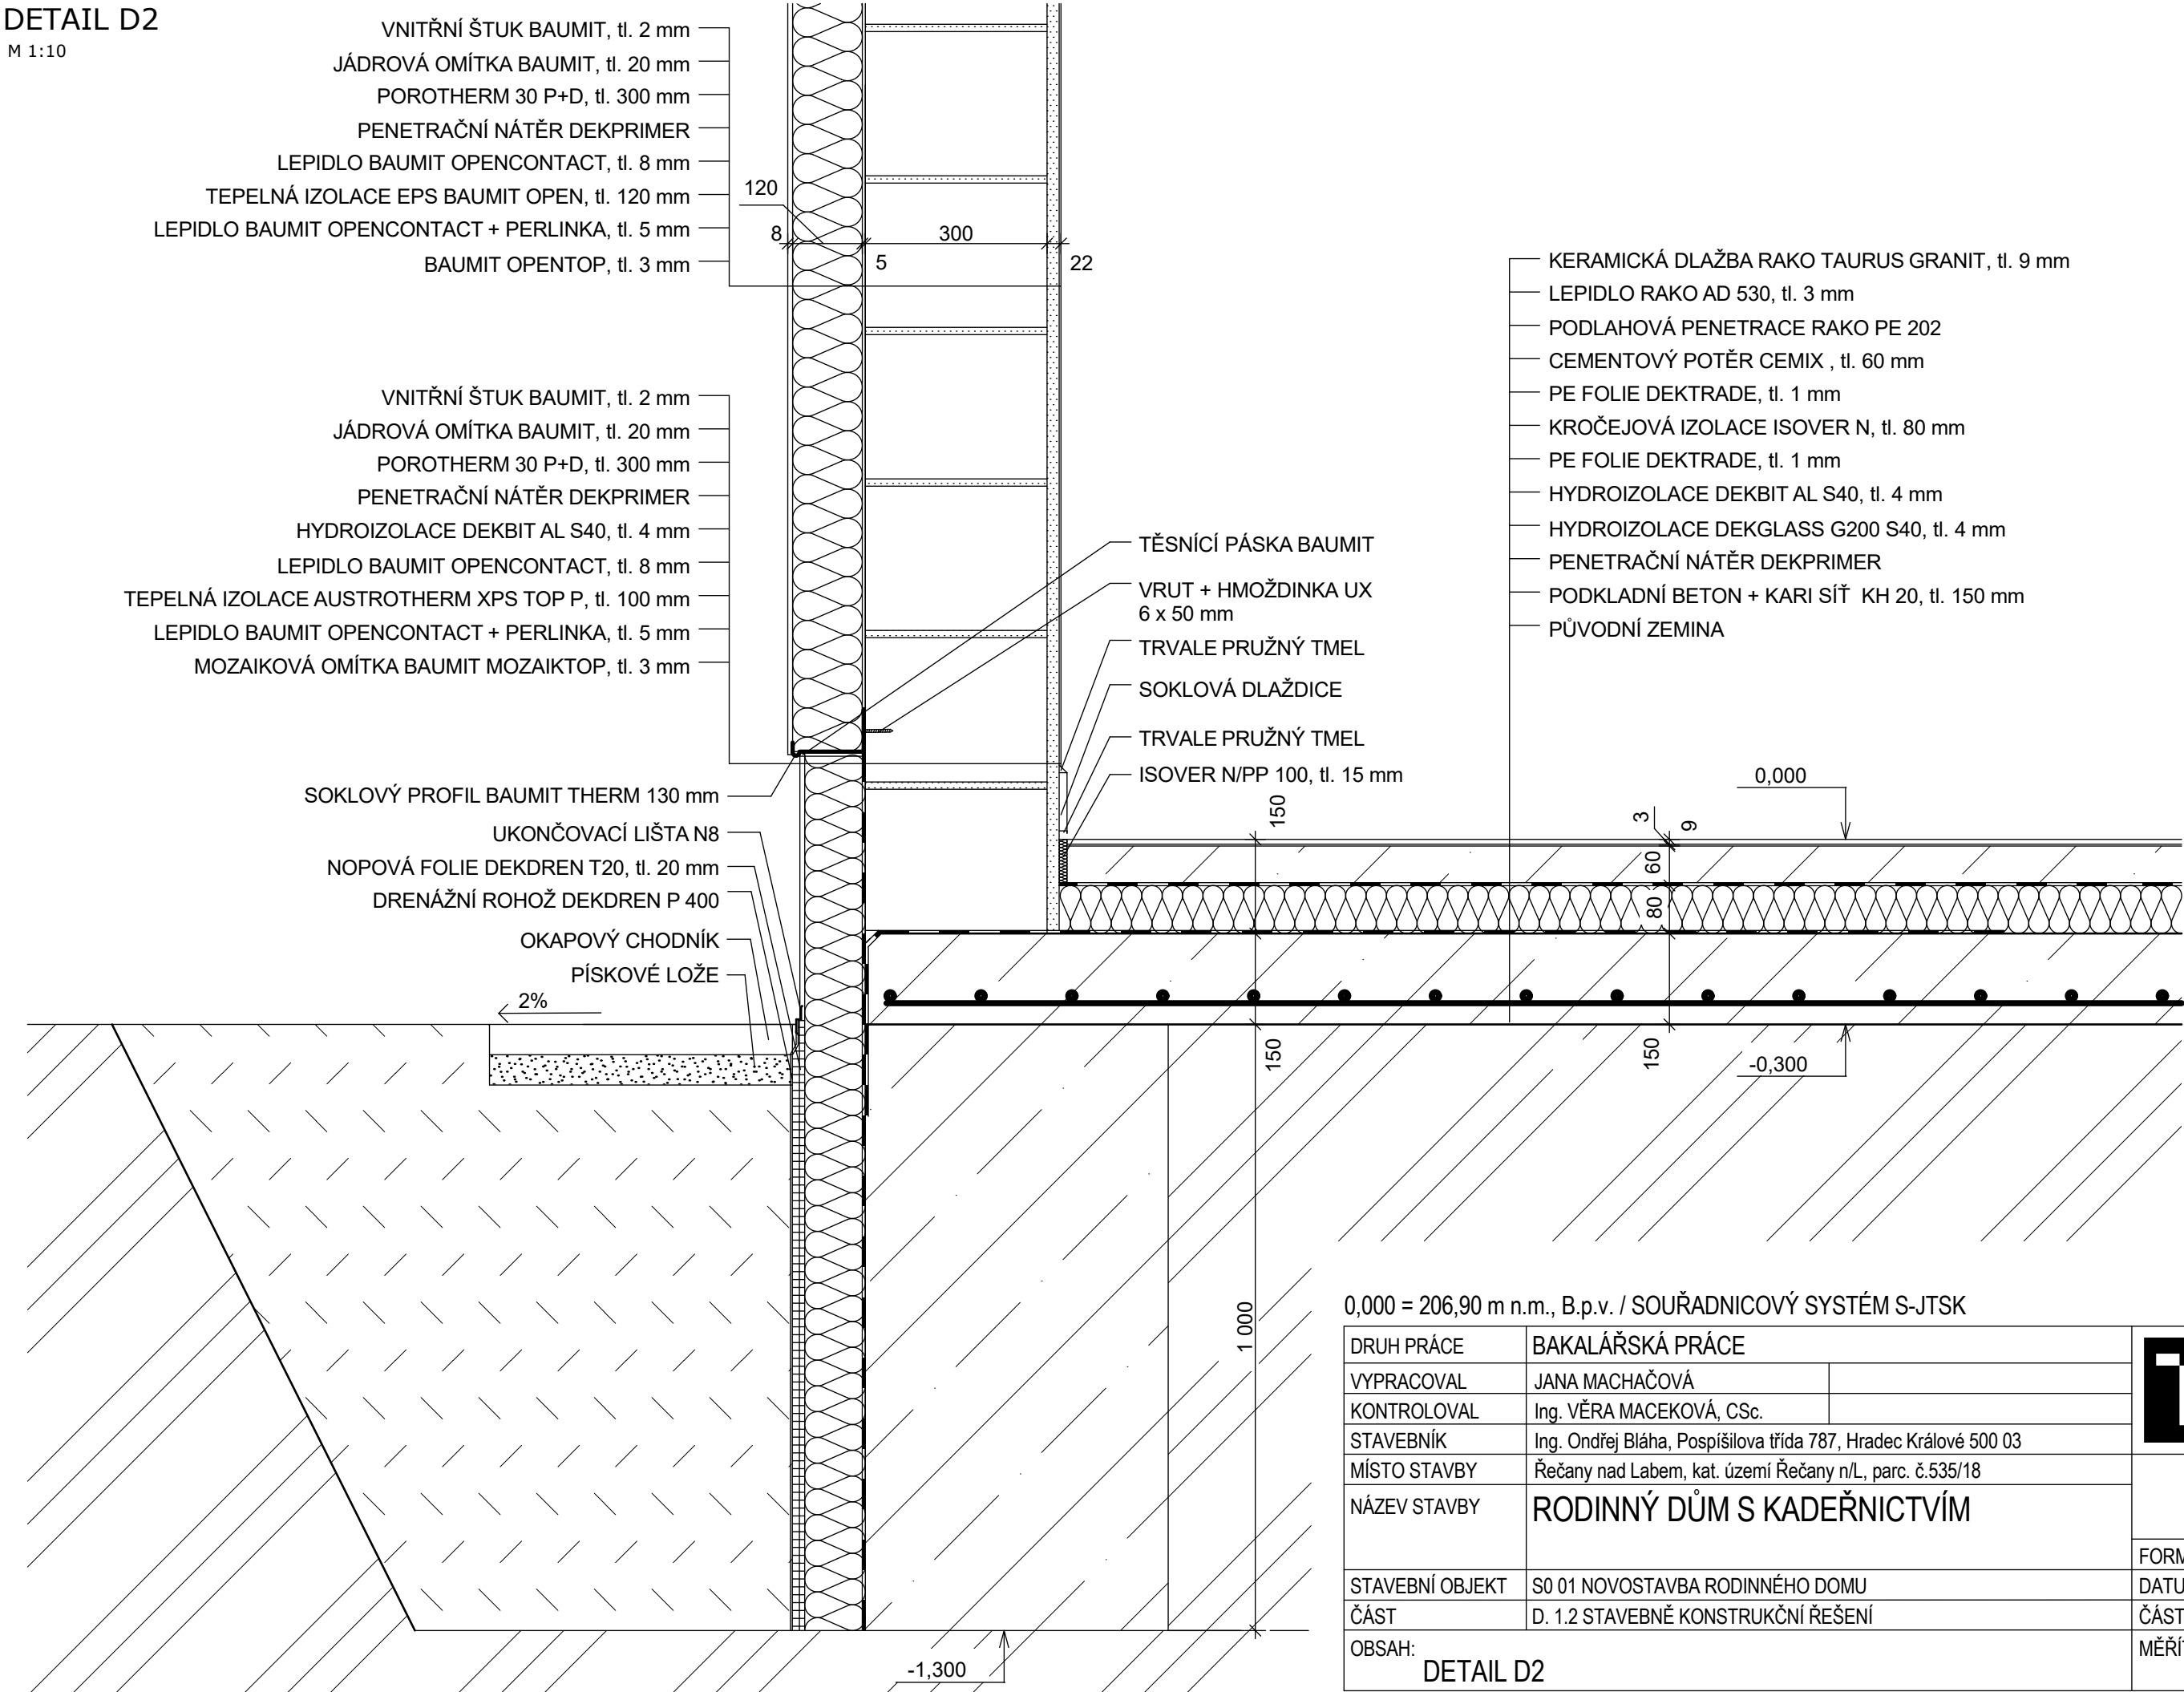 DETAIL D2
M 1:10
VNITŘNÍ ŠTUK BAUMIT, tl. 2 mm
JÁDROVÁ OMÍTKA BAUMIT, tl. 20 mm
POROTHERM 30 P+D, tl. 300 mm
PENETRAČNÍ NÁTĚR DEKPRIMER
LEPIDLO BAUMIT OPENCONTACT, tl. 8 mm
TEPELNÁ IZOLACE EPS BAUMIT OPEN, tl. 120 mm
LEPIDLO BAUMIT OPENCONTACT + PERLINKA, tl. 5 mm
BAUMIT OPENTOP, tl. 3 mm
120
8
300
5
22
VNITŘNÍ ŠTUK BAUMIT, tl. 2 mm
JÁDROVÁ OMÍTKA BAUMIT, tl. 20 mm
POROTHERM 30 P+D, tl. 300 mm
PENETRAČNÍ NÁTĚR DEKPRIMER
HYDROIZOLACE DEKBIT AL S40, tl. 4 mm
LEPIDLO BAUMIT OPENCONTACT, tl. 8 mm
TEPELNÁ IZOLACE AUSTROTHERM XPS TOP P, tl. 100 mm
LEPIDLO BAUMIT OPENCONTACT + PERLINKA, tl. 5 mm
MOZAIKOVÁ OMÍTKA BAUMIT MOZAIKTOP, tl. 3 mm
KERAMICKÁ DLAŽBA RAKO TAURUS GRANIT, tl. 9 mm
LEPIDLO RAKO AD 530, tl. 3 mm
PODLAHOVÁ PENETRACE RAKO PE 202
CEMENTOVÝ POTĚR CEMIX , tl. 60 mm
PE FOLIE DEKTRADE, tl. 1 mm
KROČEJOVÁ IZOLACE ISOVER N, tl. 80 mm
PE FOLIE DEKTRADE, tl. 1 mm
HYDROIZOLACE DEKBIT AL S40, tl. 4 mm
HYDROIZOLACE DEKGLASS G200 S40, tl. 4 mm
PENETRAČNÍ NÁTĚR DEKPRIMER
PODKLADNÍ BETON + KARI SÍŤ KH 20, tl. 150 mm
PŮVODNÍ ZEMINA
TĚSNÍCÍ PÁSKA BAUMIT
VRUT + HMOŽDINKA UX
6 x 50 mm
TRVALE PRUŽNÝ TMEL
SOKLOVÁ DLAŽDICE
TRVALE PRUŽNÝ TMEL
ISOVER N/PP 100, tl. 15 mm
SOKLOVÝ PROFIL BAUMIT THERM 130 mm
UKONČOVACÍ LIŠTA N8
NOPOVÁ FOLIE DEKDREN T20, tl. 20 mm
DRENÁŽNÍ ROHOŽ DEKDREN P 400
OKAPOVÝ CHODNÍK
PÍSKOVÉ LOŽE
2%
150
0,000
3
9
60
80
150
150
-0,300
1 000
-1,300
0,000 = 206,90 m n.m., B.p.v. / SOUŘADNICOVÝ SYSTÉM S-JTSK
DRUH PRÁCE BAKALÁŘSKÁ PRÁCE
VYPRACOVAL JANA MACHAČOVÁ
KONTROLOVAL Ing. VĚRA MACEKOVÁ, CSc.
STAVEBNÍK Ing. Ondřej Bláha, Pospíšilova třída 787, Hradec Králové 500 03
MÍSTO STAVBY Řečany nad Labem, kat. území Řečany n/L, parc. č.535/18
NÁZEV STAVBY RODINNÝ DŮM S KADEŘNICTVÍM
FORM
STAVEBNÍ OBJEKT S0 01 NOVOSTAVBA RODINNÉHO DOMU DATU
ČÁST D. 1.2 STAVEBNĚ KONSTRUKČNÍ ŘEŠENÍ ČÁST
OBSAH: MĚŘÍ
DETAIL D2